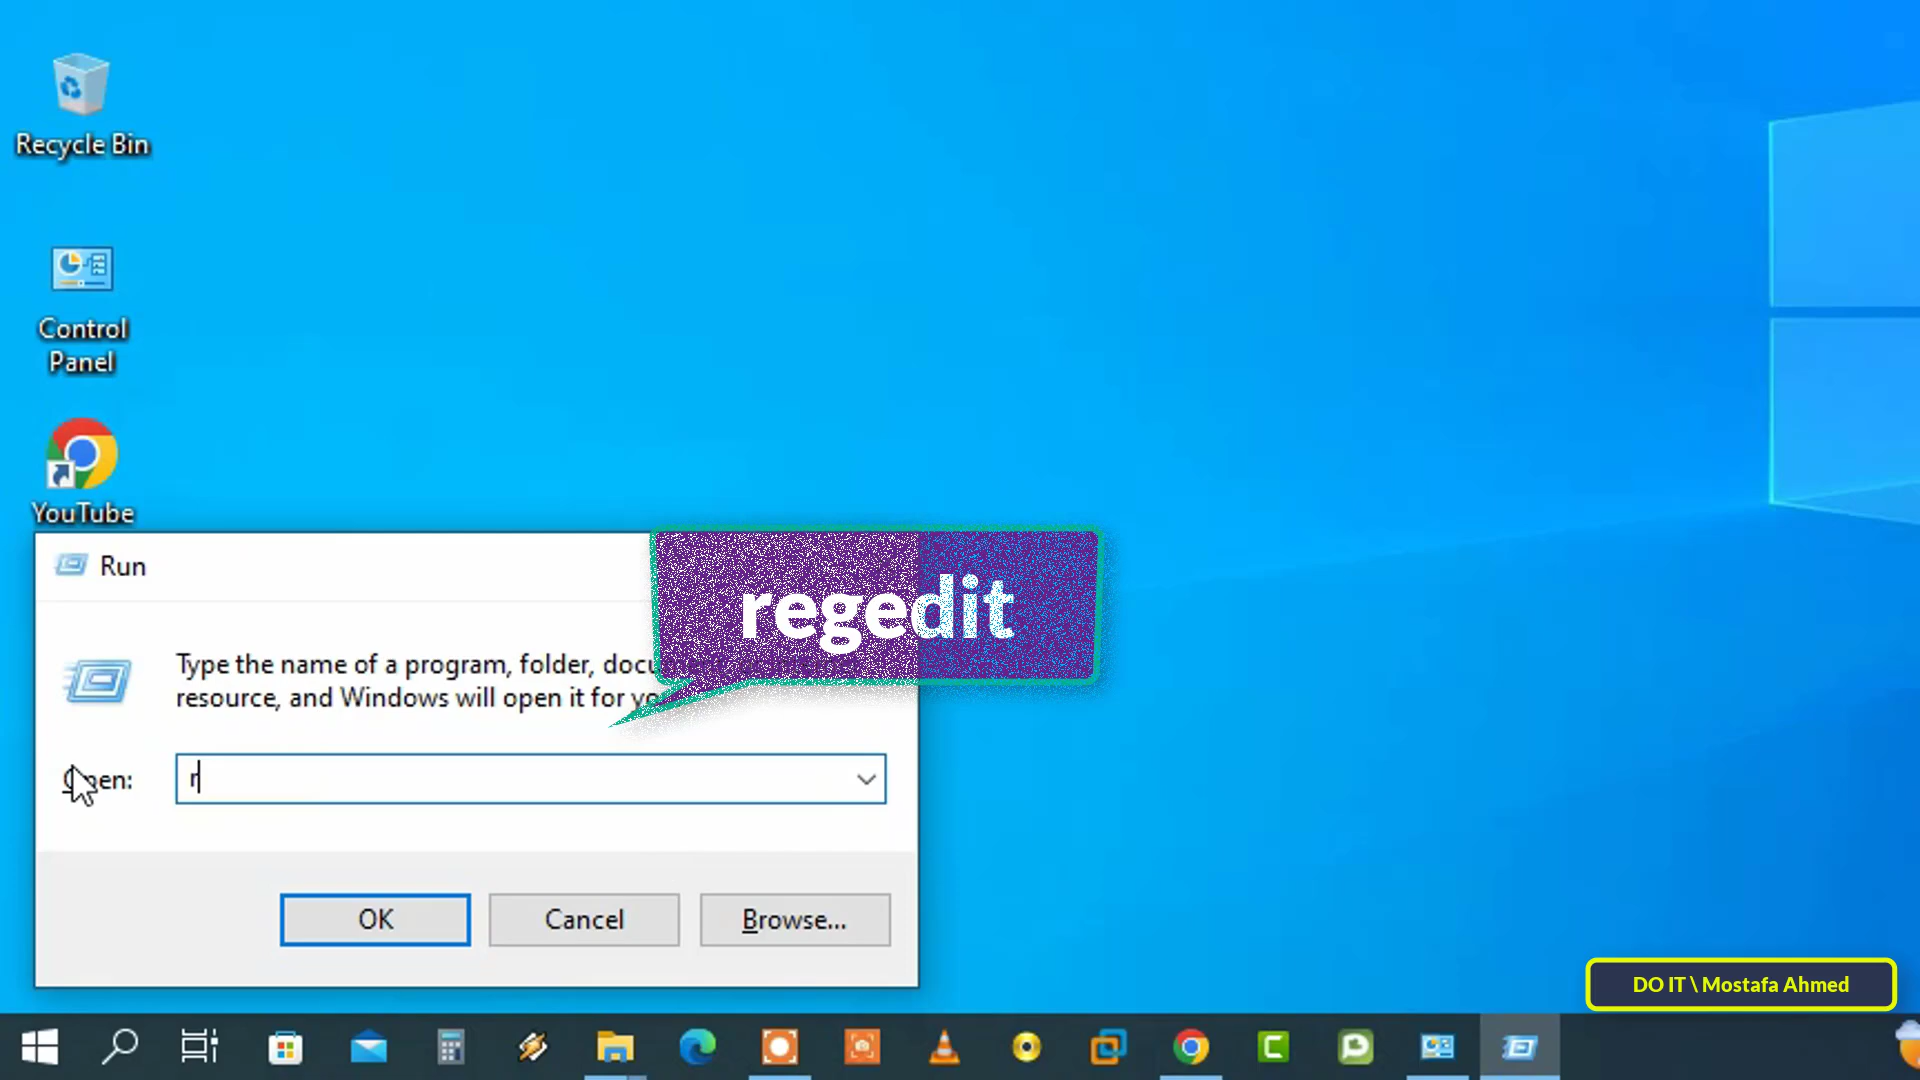 Recycle Bin
Control
Panel
YouTube
Run
regedit
Type the name of a program, folder, docu
resource, and Windows will open it for yo
Open:
r
OK
Cancel
Browse...
DO IT \ Mostafa Ahmed